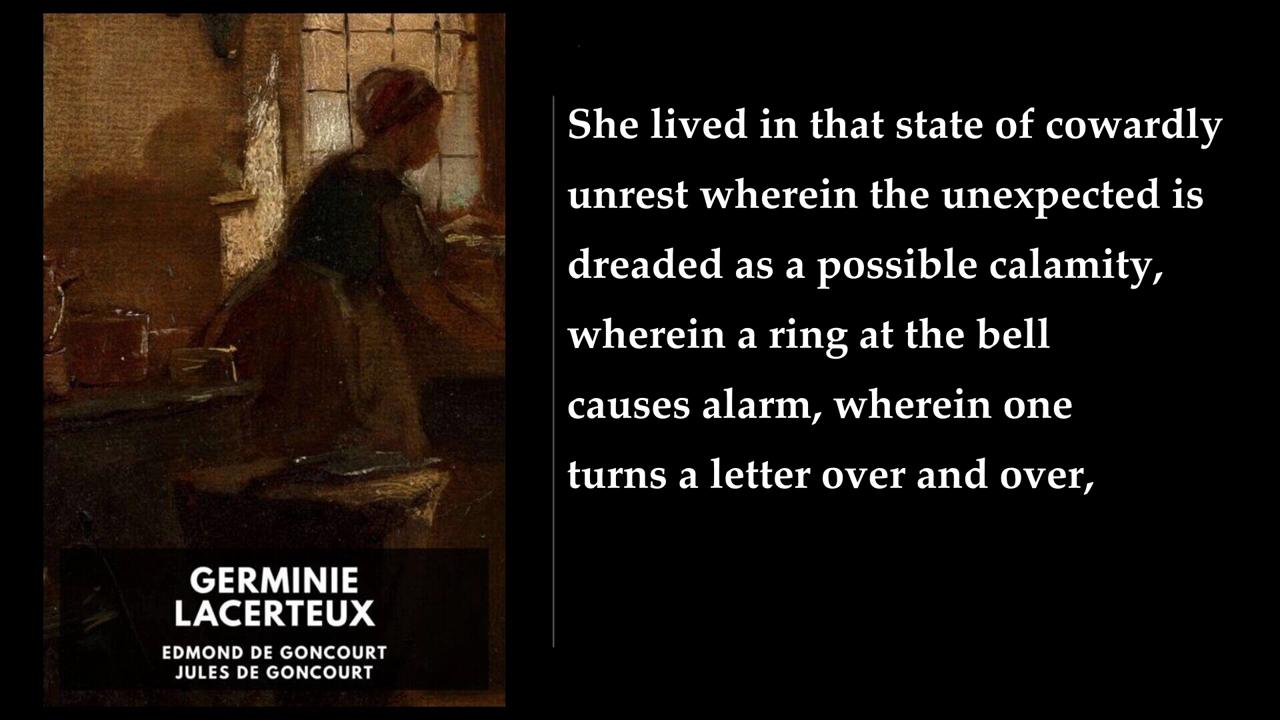 GERMINIE
LACERTEUX
EDMOND DE GONCOURT
JULES DE GONCOURT
She lived in that state of cowardly
unrest wherein the unexpected is
dreaded as a possible calamity,
wherein a ring at the bell
causes alarm, wherein one
turns a letter over and over,